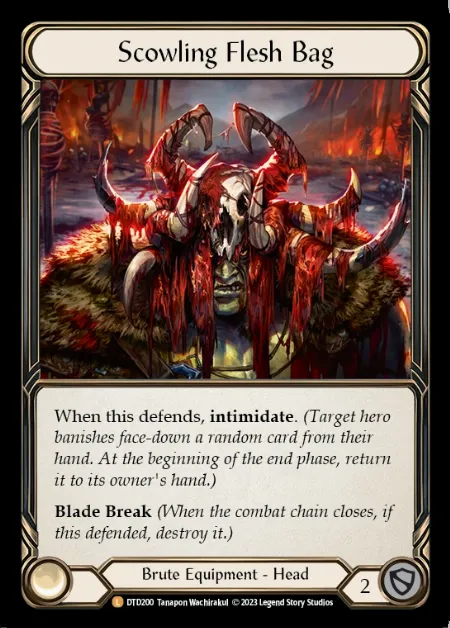 Scowling Flesh Bag
When this defends, intimidate. (Target hero
banishes face-down a random card from their
hand. At the beginning of the end phase, return
it to its owner's hand.)
Blade Break (When the combat chain closes, if
this defended, destroy it.)
Brute Equipment - Head
2
L DTD200 Tanapon Wachirakul © 2023 Legend Story Studios